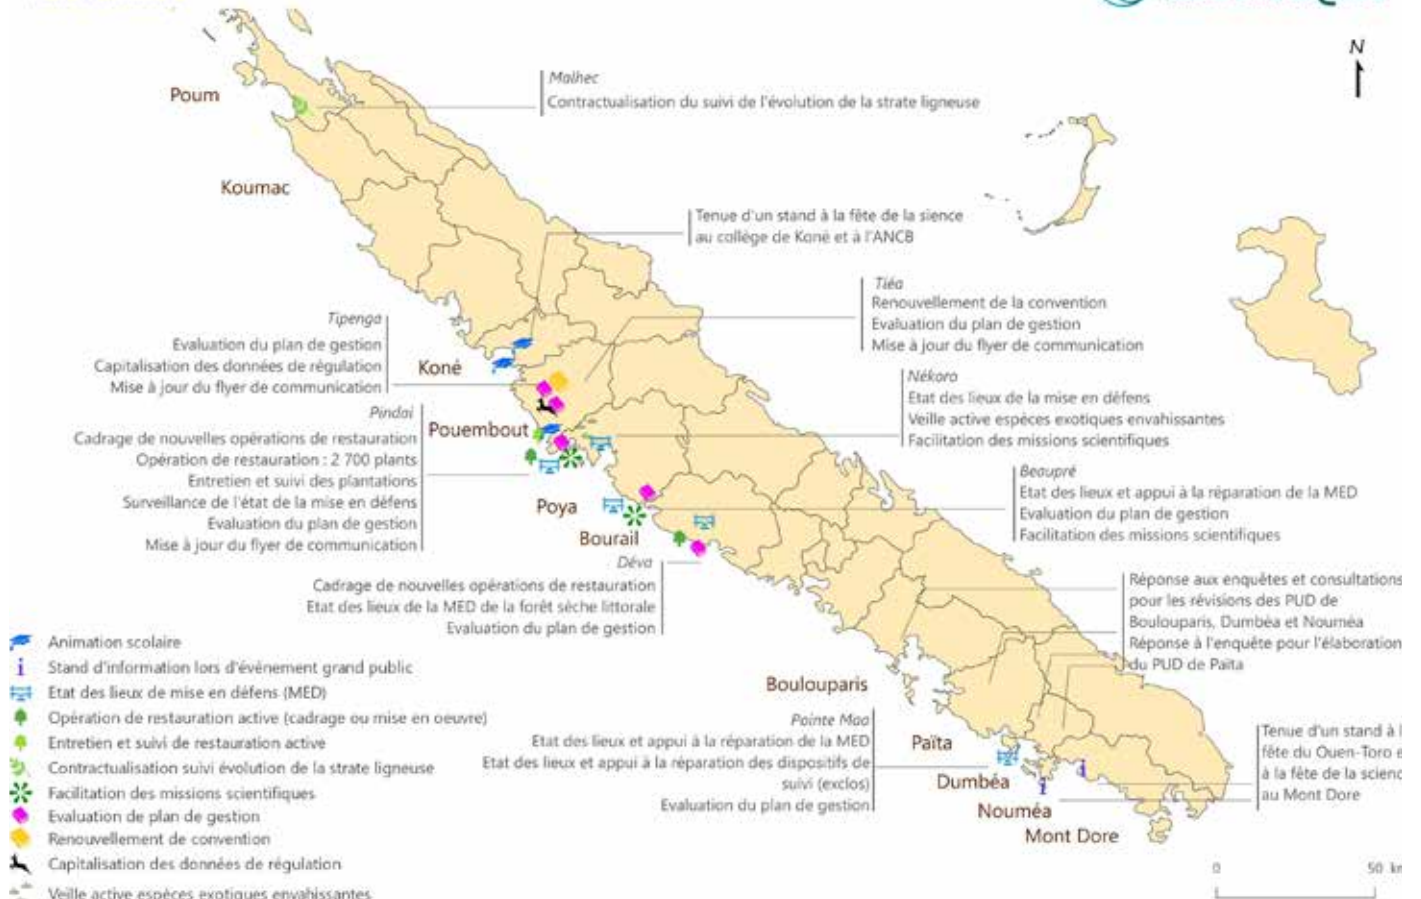 N
Poum
Malhec
Contractualisation du suivi de l'évolution de la strate ligneuse
Koumac
Tenue d'un stand à la fête de la sience
au collège de Koné et à l'ANCB
Tiéa
Renouvellement de la convention
Evaluation du plan de gestion
Mise à jour du flyer de communication
Tipenga
Evaluation du plan de gestion
Capitalisation des données de régulation
Mise à jour du flyer de communication
Koné
Nékoro
Etat des lieux de la mise en défens
Veille active espèces exotiques envahissantes
Facilitation des missions scientifiques
Pindai
Cadrage de nouvelles opérations de restauration
Opération de restauration : 2 700 plants
Entretien et suivi des plantations
Surveillance de l'état de la mise en défens
Evaluation du plan de gestion
Mise à jour du flyer de communication
Pouembout
Beaupré
Etat des lieux et appui à la réparation de la MED
Evaluation du plan de gestion
Facilitation des missions scientifiques
Poya
Bourail
Déva
Cadrage de nouvelles opérations de restauration
Etat des lieux de la MED de la forêt sèche littorale
Evaluation du plan de gestion
Réponse aux enquêtes et consultations
pour les révisions des PUD de
Boulouparis, Dumbéa et Nouméa
Réponse à l'enquête pour l'élaboration
du PUD de Païta
Boulouparis
Pointe Maa
Etat des lieux et appui à la réparation de la MED
Etat des lieux et appui à la réparation des dispositifs de
suivi (exclos)
Evaluation du plan de gestion
Païta
Dumbéa
Nouméa
Mont Dore
Tenue d'un stand à l
fête du Ouen-Toro e
à la fête de la scienc
au Mont Dore
Animation scolaire
Stand d'information lors d'événement grand public
Etat des lieux de mise en défens (MED)
Opération de restauration active (cadrage ou mise en oeuvre)
Entretien et suivi de restauration active
Contractualisation suivi évolution de la strate ligneuse
Facilitation des missions scientifiques
Evaluation de plan de gestion
Renouvellement de convention
Capitalisation des données de régulation
Veille active espèces exotiques envahissantes
0 50 km